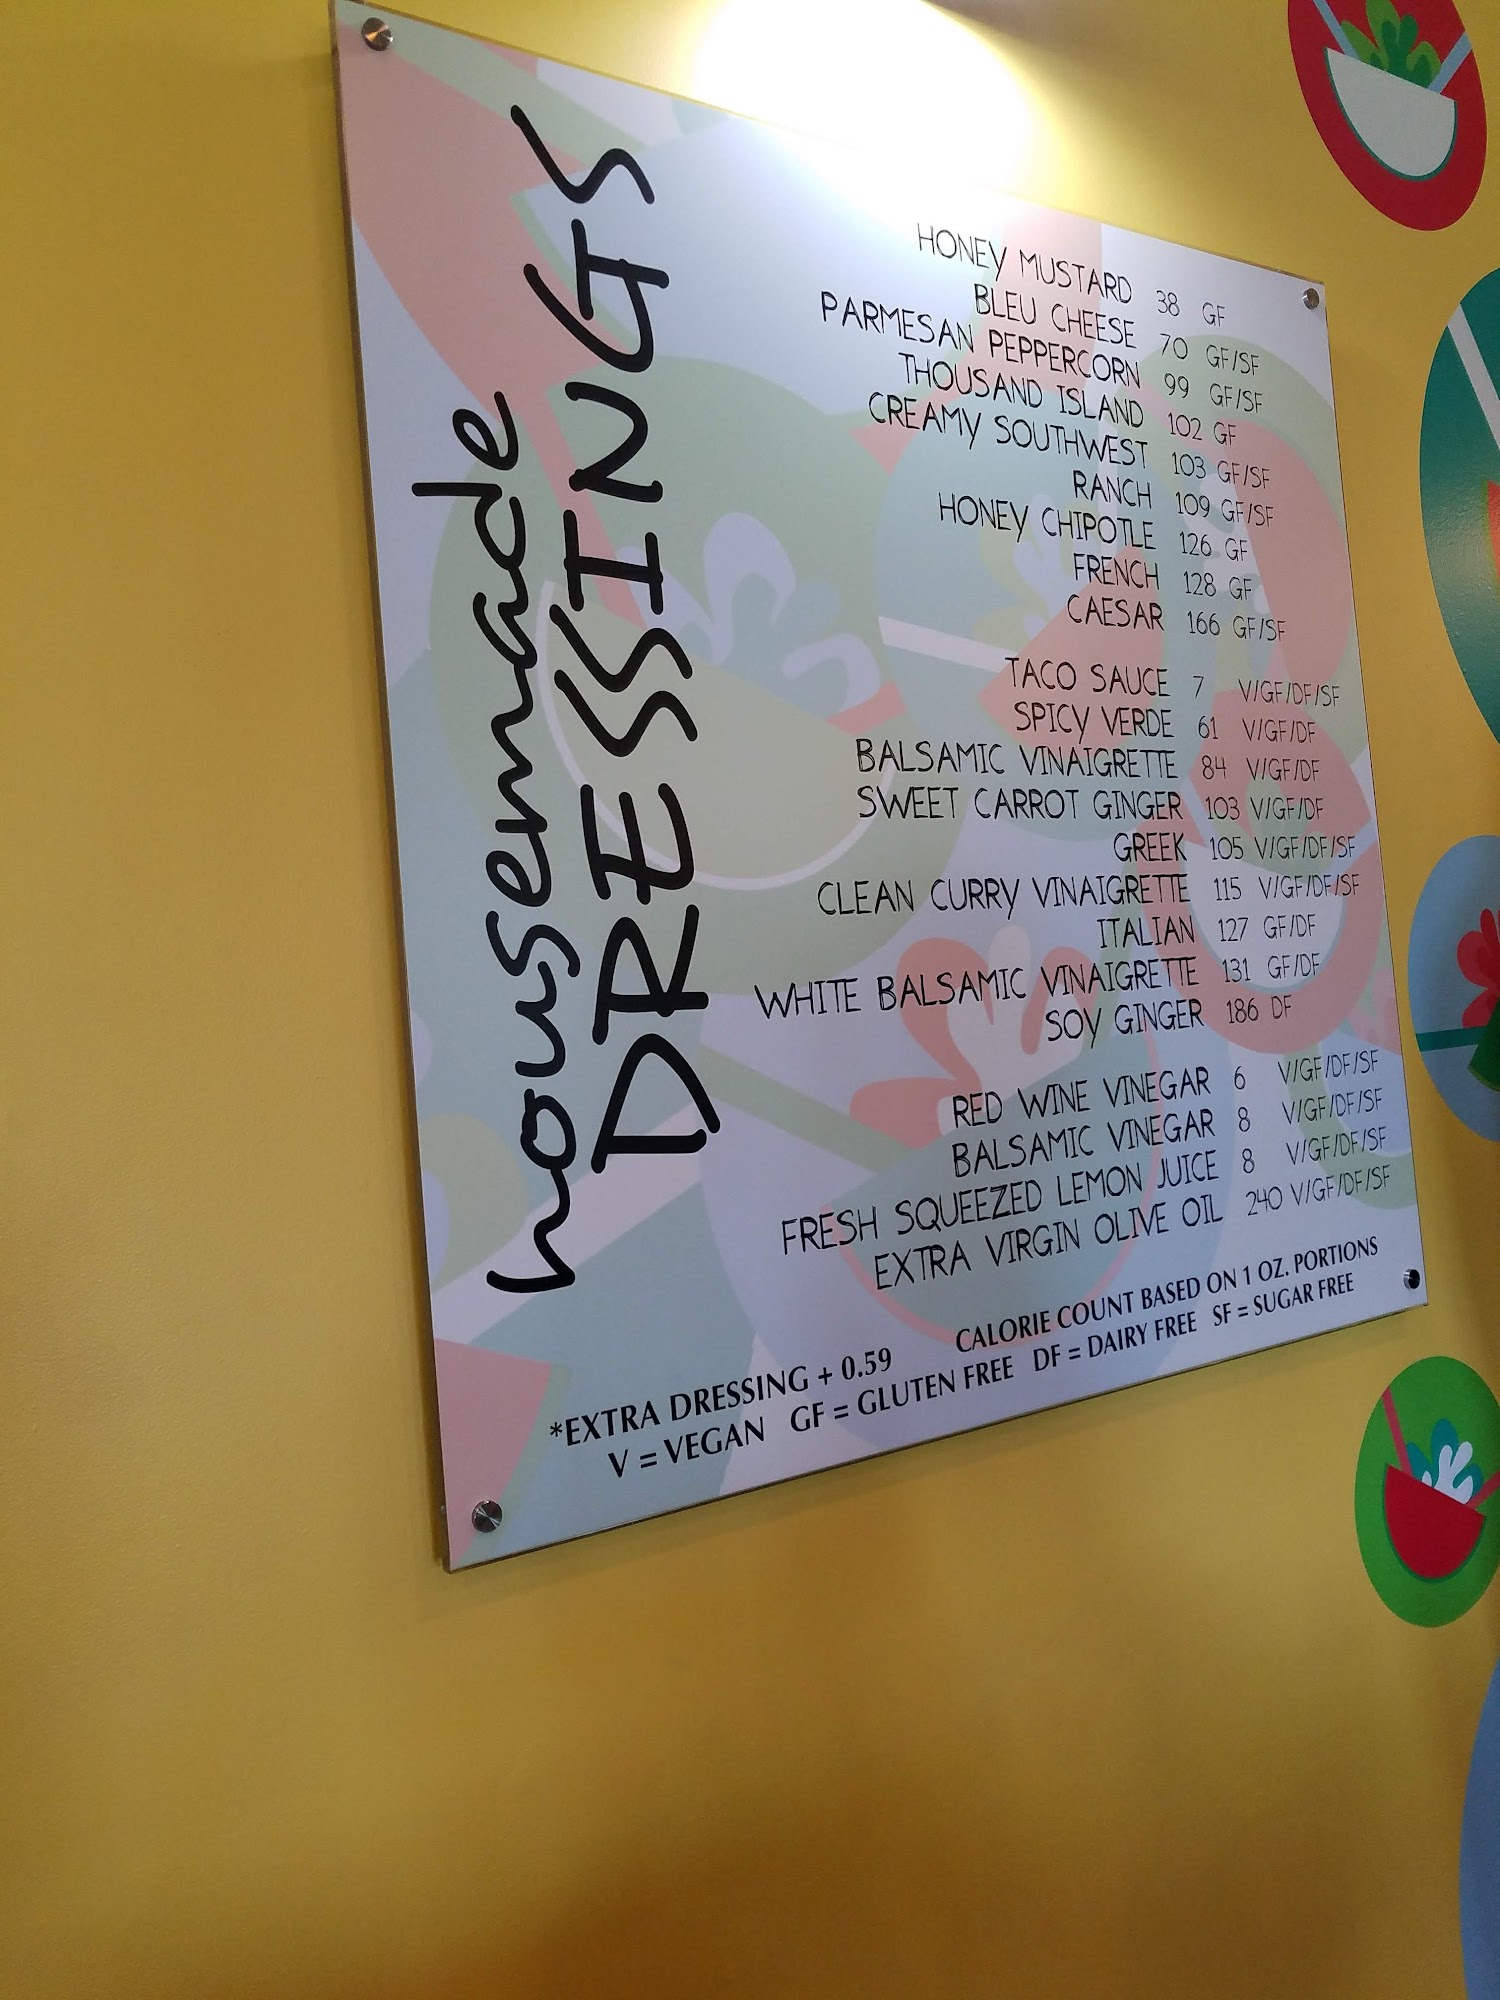 housemade
DRESSINGS
HONEY MUSTARD 38 GF
BLEU CHEESE 70 GF/SF
PARMESAN PEPPERCORN 99 GF/SF
THOUSAND ISLAND 102 GF
CREAMY SOUTHWEST 103 GF/SF
RANCH 109 GF/SF
HONEY CHIPOTLE 126 GF
FRENCH 128 GF
CAESAR 166 GF/SF
TACO SAUCE 7 V/GF/DF/SF
SPICY VERDE 61 V/GF/DF
BALSAMIC VINAIGRETTE 84 V/GF/DF
SWEET CARROT GINGER 103 V/GF/DF
GREEK 105 V/GF/DF/SF
CLEAN CURRY VINAIGRETTE 115 V/GF/DF/SF
ITALIAN 127 GF/DF
WHITE BALSAMIC VINAIGRETTE 131 GF/DF
SOY GINGER 186 DF
RED WINE VINEGAR 6 V/GF/DF/SF
BALSAMIC VINEGAR 8 V/GF/DF/SF
FRESH SQUEEZED LEMON JUICE 8 V/GF/DF/SF
EXTRA VIRGIN OLIVE OIL 240 V/GF/DF/SF
*EXTRA DRESSING + 0.59 CALORIE COUNT BASED ON 1 OZ. PORTIONS
V = VEGAN GF = GLUTEN FREE DF = DAIRY FREE SF = SUGAR FREE